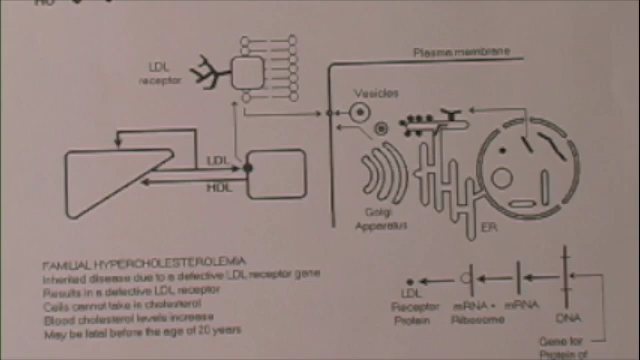 Plasma membrane
LDL
receptor
Vesicles
LDL
HDL
Golgi
Apparatus
ER
FAMILIAL HYPERCHOLESTEROLEMIA
Inherited disease due to a defective LDL receptor gene
Results in a defective LDL receptor
Cells cannot take in cholesterol
Blood cholesterol levels increase
May be fatal before the age of 20 years
LDL
Receptor
Protein
mRNA +
Ribosome
mRNA
DNA
Gene for
Protein of